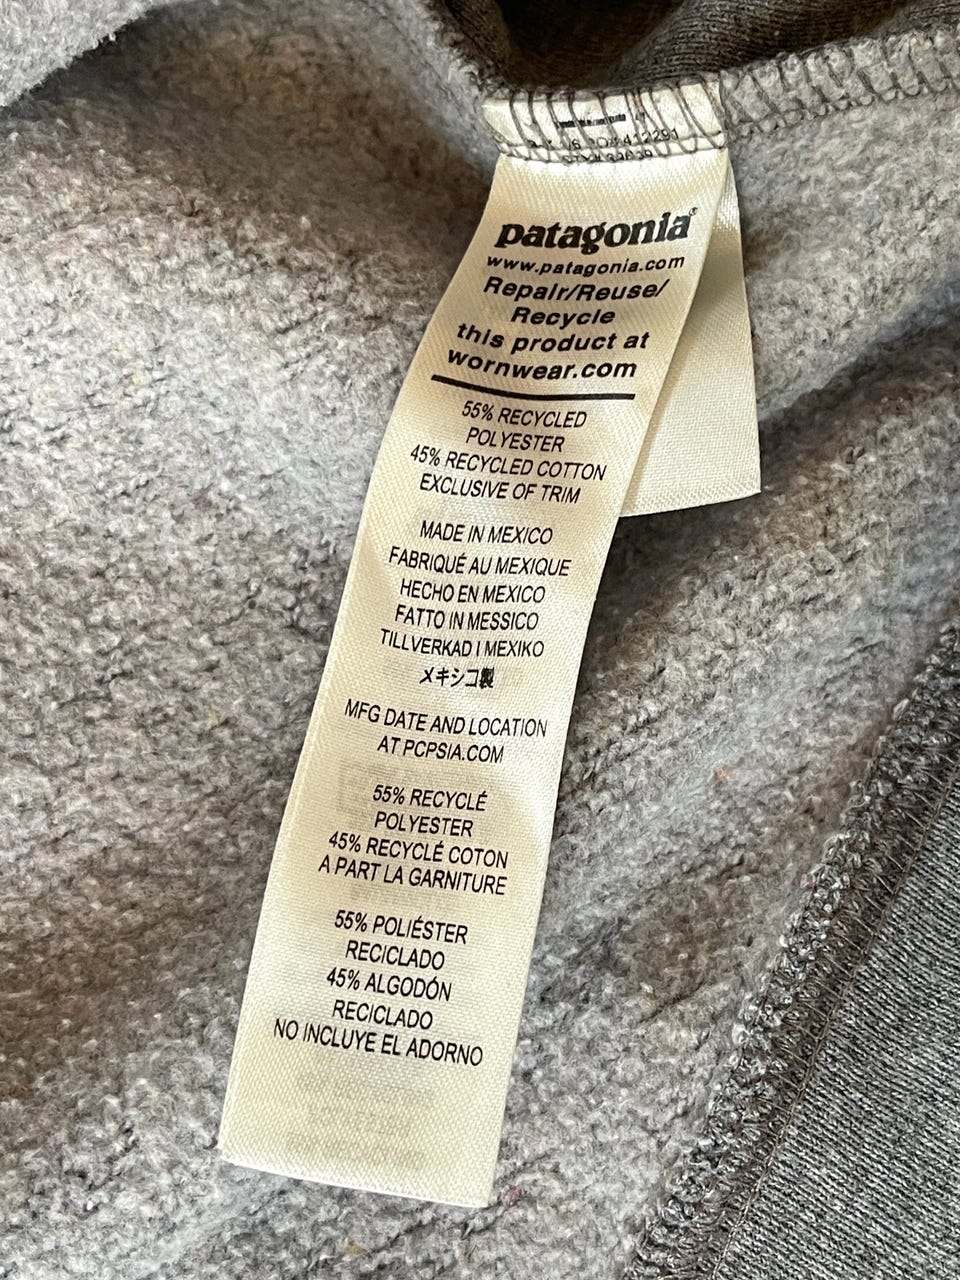 patagonia®
www.patagonia.com
Repair/Reuse/
Recycle
this product at
wornwear.com
55% RECYCLED
POLYESTER
45% RECYCLED COTTON
EXCLUSIVE OF TRIM
MADE IN MEXICO
FABRIQUÉ AU MEXIQUE
HECHO EN MEXICO
FATTO IN MESSICO
TILLVERKAD I MEXIKO
メキシコ製
MFG DATE AND LOCATION
AT PCPSIA.COM
55% RECYCLÉ
POLYESTER
45% RECYCLÉ COTON
A PART LA GARNITURE
55% POLIÉSTER
RECICLADO
45% ALGODÓN
RECICLADO
NO INCLUYE EL ADORNO